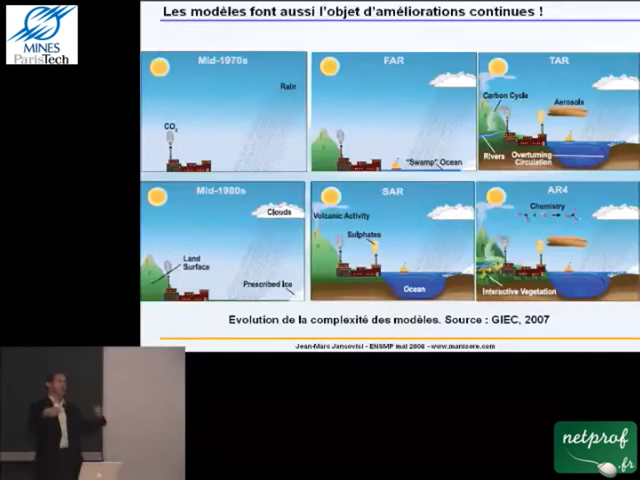 Les modèles font aussi l'objet d'améliorations continues !
MINES
ParisTech
Mid-1970s
Rain
CO2
FAR
"Swamp" Ocean
TAR
Carbon Cycle
Aerosols
Rivers
Overturning
Circulation
Mid-1980s
Clouds
Land
Surface
Prescribed Ice
SAR
Volcanic Activity
Sulphates
Ocean
AR4
Chemistry
Interactive Vegetation
Evolution de la complexité des modèles. Source : GIEC, 2007
Jean-Marc Jancovici - ENSMP mai 2008 - www.manicore.com
netprof
.fr